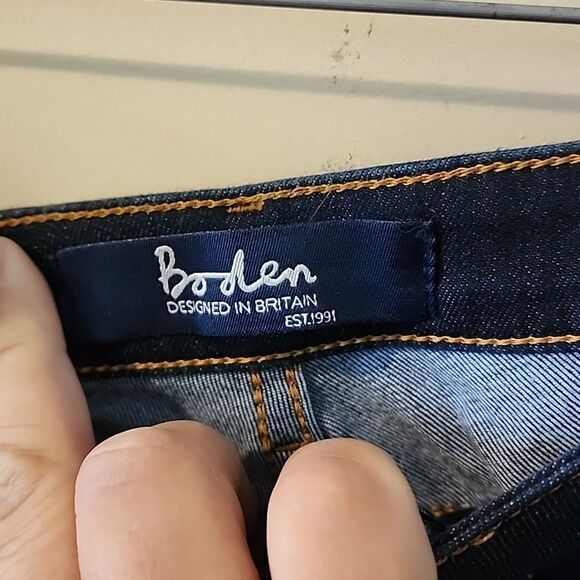 Boden
DESIGNED IN BRITAIN
EST.1991